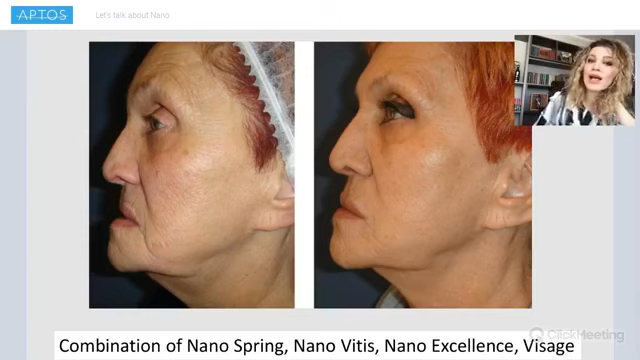 APTOS
Let's talk about Nano
ClickMeeting
Combination of Nano Spring, Nano Vitis, Nano Excellence, Visage